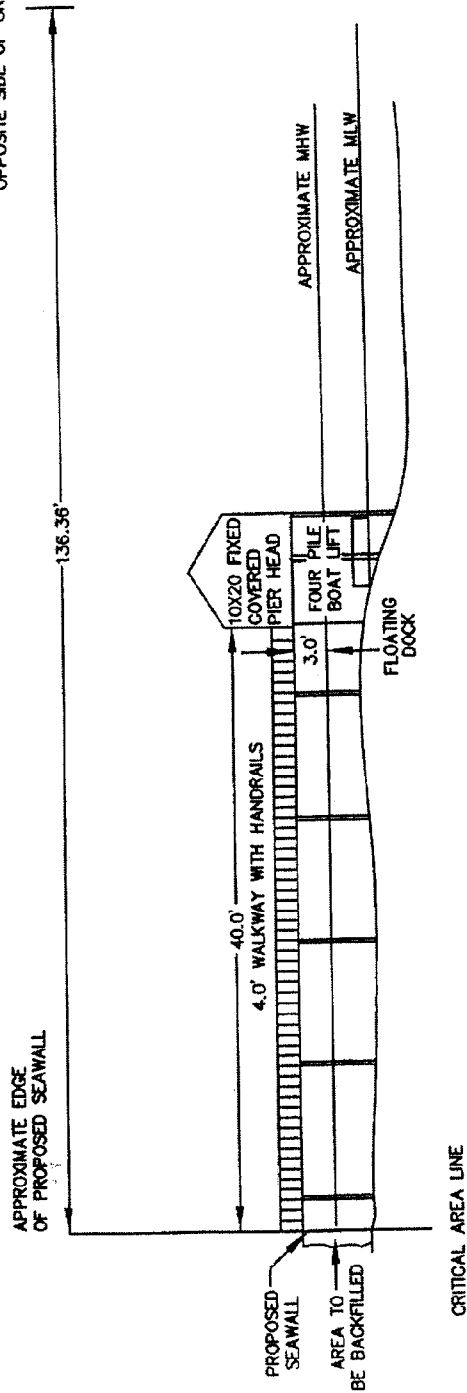 OPPOSITE SIDE OF
136.36'
APPROXIMATE EDGE
OF PROPOSED SEAWALL
APPROXIMATE MHW
APPROXIMATE MLW
10X20 FIXED
COVERED
PIER HEAD
FOUR PILE
BOAT LIFT
3.0'
FLOATING
DOCK
40.0'
4.0' WALKWAY WITH HANDRAILS
PROPOSED
SEAWALL
AREA TO
BE BACKFILLED
CRITICAL AREA LINE